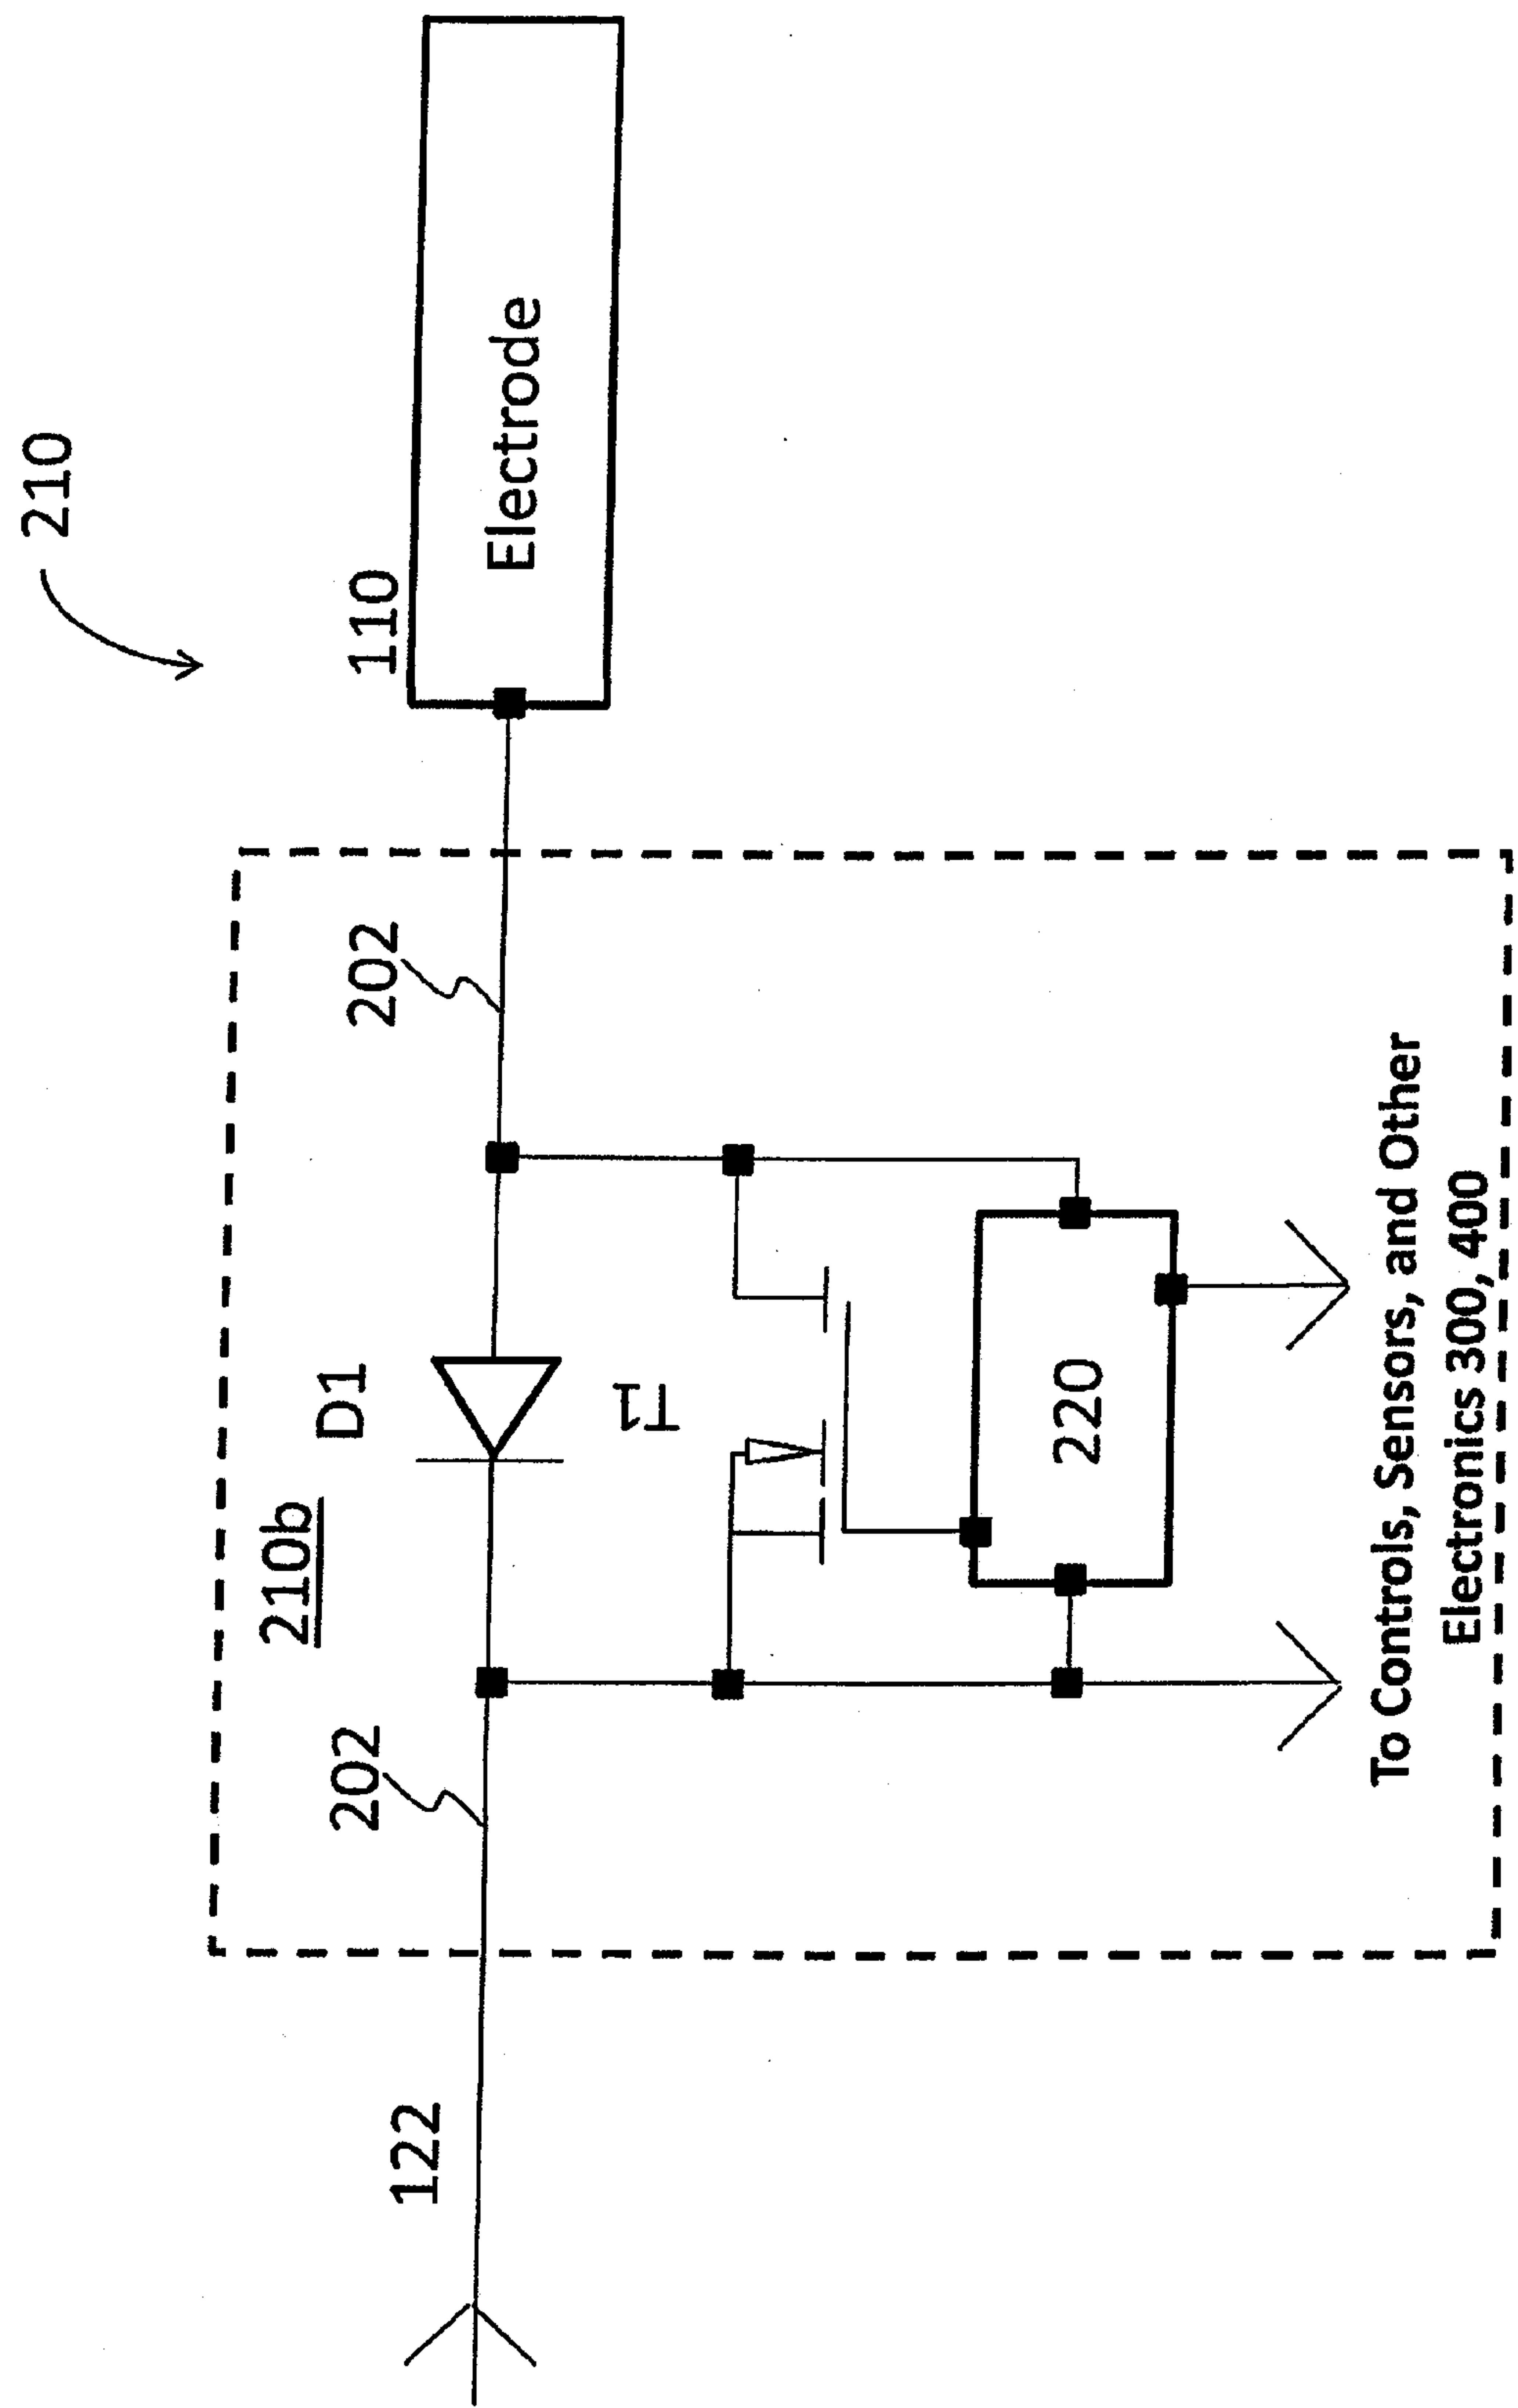 210
110
Electrode
202
D1
210b
T1
220
202
122
To Controls, Sensors, and Other
Electronics 300, 400